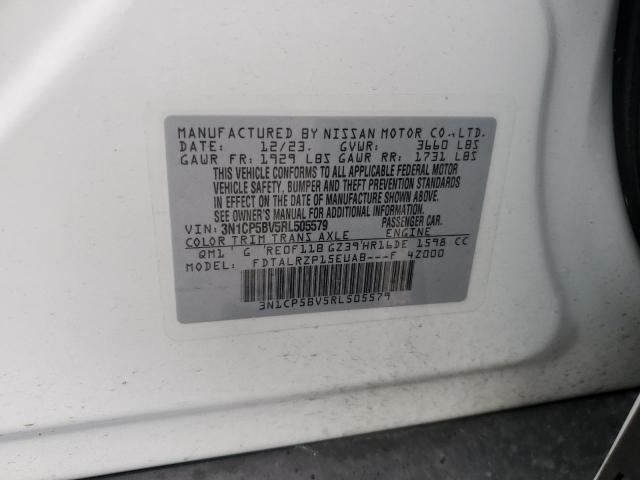 MANUFACTURED BY NISSAN MOTOR CO.,LTD.
DATE: 12/23. GVWR: 3660 LBS
GAWR FR: 1929 LBS GAWR RR: 1731 LBS
THIS VEHICLE CONFORMS TO ALL APPLICABLE FEDERAL MOTOR
VEHICLE SAFETY, BUMPER AND THEFT PREVENTION STANDARDS
IN EFFECT ON THE DATE OF MANUFACTURE SHOWN ABOVE.
SEE OWNER'S MANUAL FOR ADDITIONAL INFORMATION.
VIN: 3N1CP5BV5RL505579 PASSENGER CAR.
COLOR TRIM TRANS AXLE ENGINE
QM1 G RE0F11B GZ39 HR16DE 1598 CC
MODEL: FDTALRZP15EUAB---F 4Z000
3N1CP5BV5RL505579